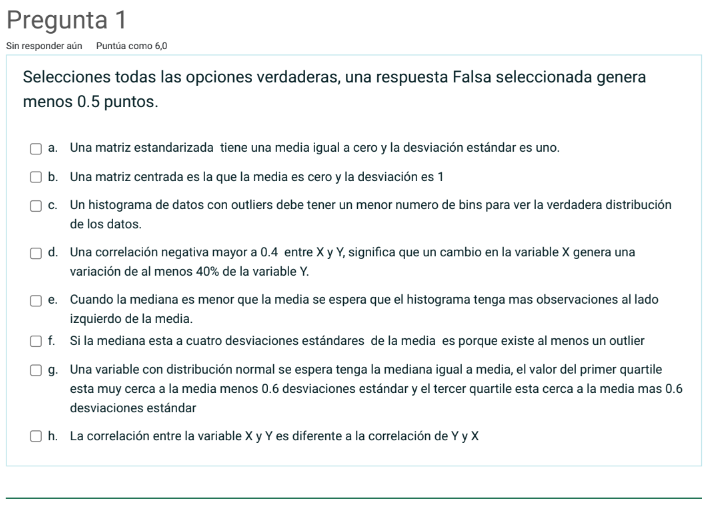 Pregunta 1
Sin responder aún Puntúa como 6,0
Selecciones todas las opciones verdaderas, una respuesta Falsa seleccionada genera
menos 0.5 puntos.
a. Una matriz estandarizada tiene una media igual a cero y la desviación estándar es uno.
b. Una matriz centrada es la que la media es cero y la desviación es 1
c. Un histograma de datos con outliers debe tener un menor numero de bins para ver la verdadera distribución
de los datos.
d. Una correlación negativa mayor a 0.4 entre X y Y, significa que un cambio en la variable X genera una
variación de al menos 40% de la variable Y.
e. Cuando la mediana es menor que la media se espera que el histograma tenga mas observaciones al lado
izquierdo de la media.
f. Si la mediana esta a cuatro desviaciones estándares de la media es porque existe al menos un outlier
g. Una variable con distribución normal se espera tenga la mediana igual a media, el valor del primer quartile
esta muy cerca a la media menos 0.6 desviaciones estándar y el tercer quartile esta cerca a la media mas 0.6
desviaciones estándar
h. La correlación entre la variable X y Y es diferente a la correlación de Y y X